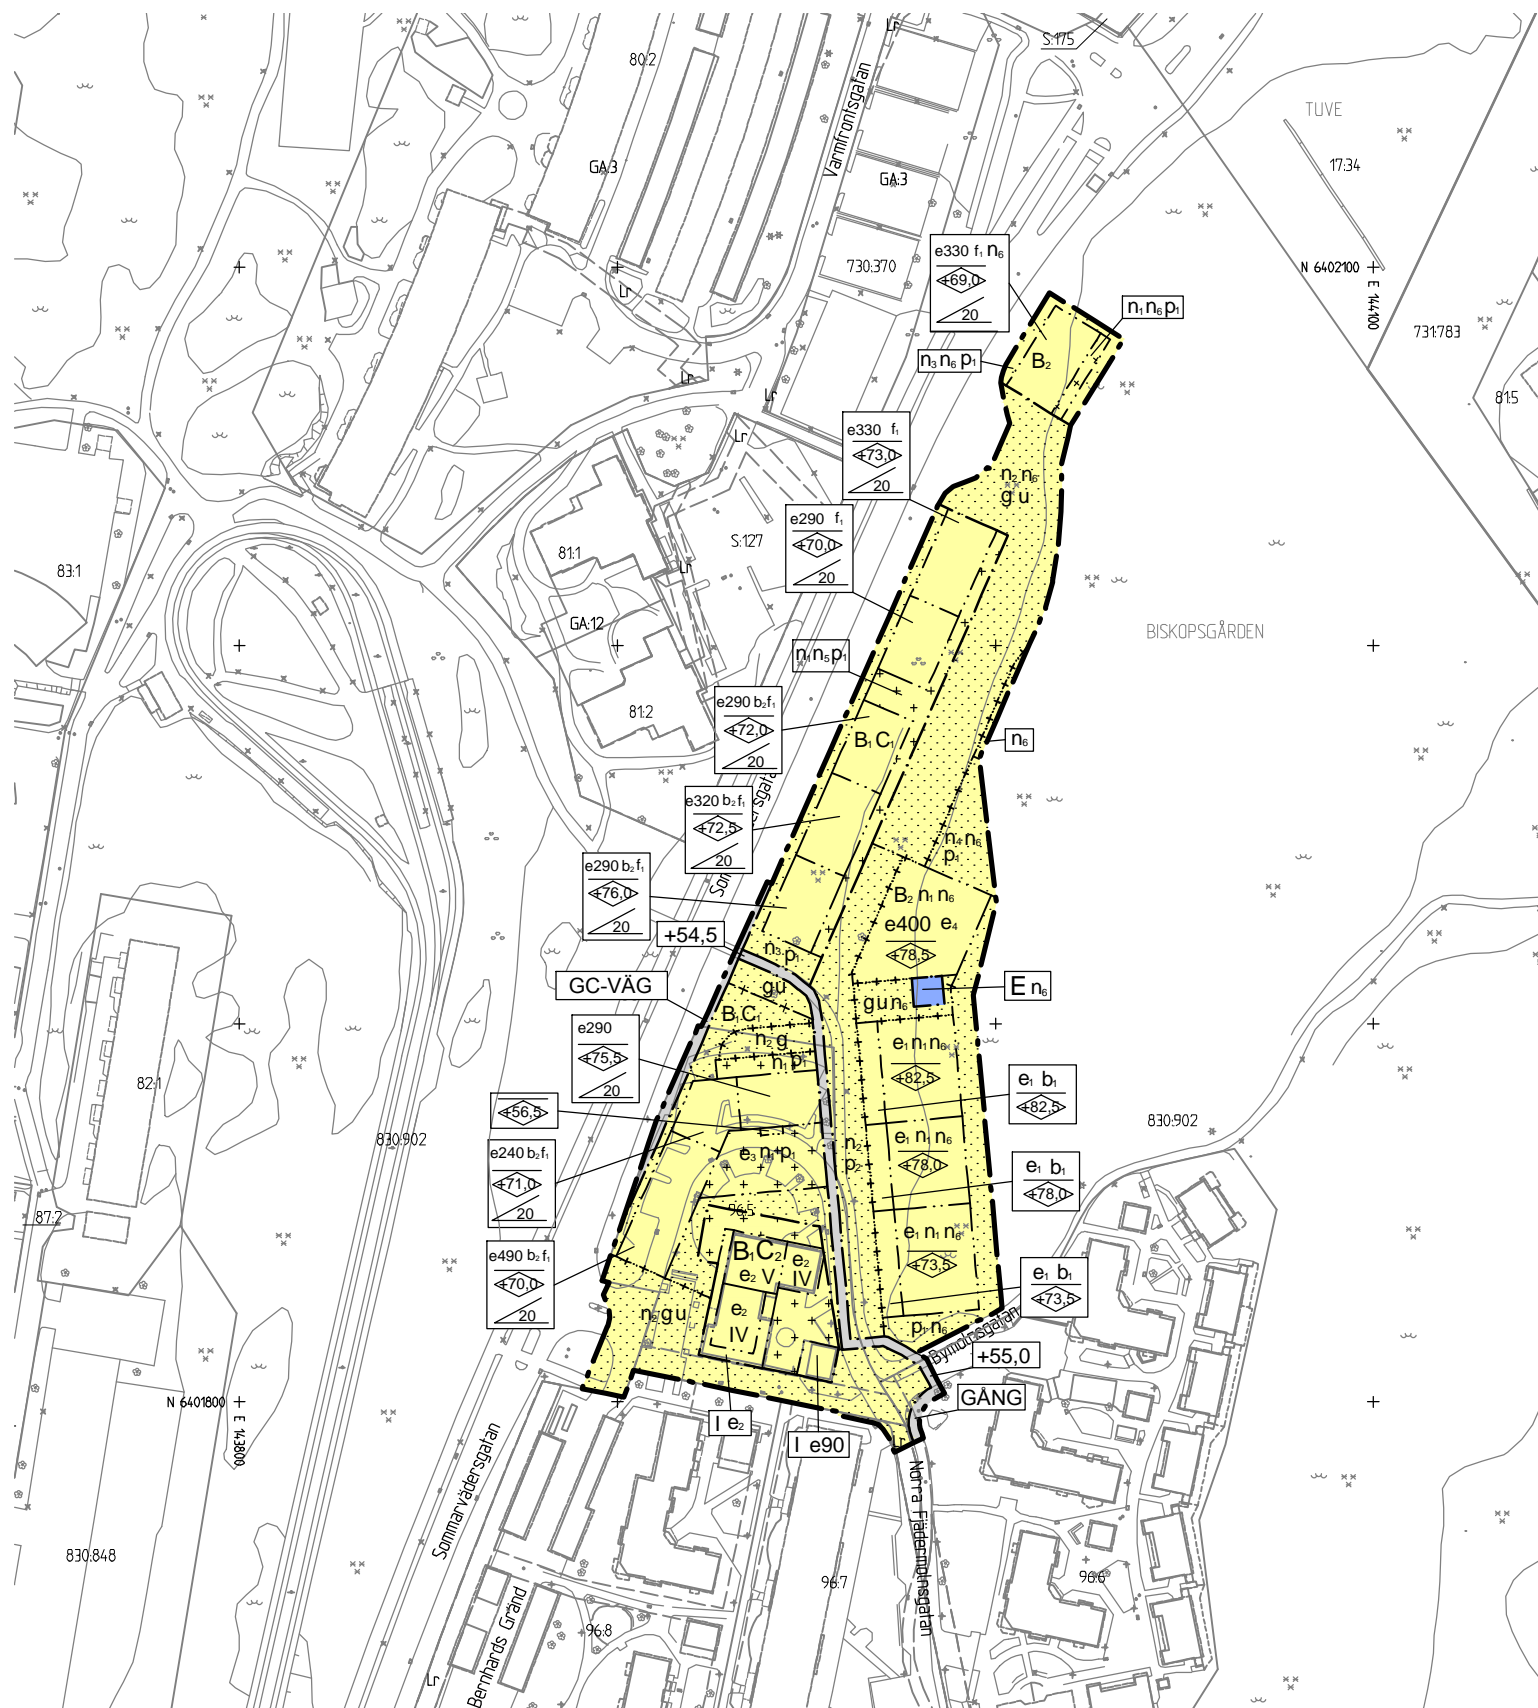 S:175
Lr
80:2
TUVE
17:34
Varmfrontsgatan
GA:3
GA:3
730:370
N 6402100
E 144100
731:783
81:5
Lr
Lr
Lr
Lr
e330 f₁ n₆
+69,0
20
n₁ n₆ p₁
n₃ n₆ p₁
B₂
e330 f₁
+73,0
20
n₂ n₆
g u
e290 f₁
+70,0
20
S:127
81:1
Lr
83:1
GA:12
BISKOPSGÅRDEN
n₁ n₅ p₁
81:2
e290 b₂ f₁
+72,0
20
B₁ C₁
n₆
e320 b₂ f₁
+72,5
20
n₄ n₆
p₁
e290 b₂ f₁
+76,0
20
B₂ n₁ n₆
e400 e₄
+78,5
+54,5
n₃ p₁
g u
GC-VÄG
E n₆
g u n₆
B₁ C₁
n₂ g
n₁ p₁
e290
+75,5
20
e₁ n₁ n₆
+82,5
e₁ b₁
+82,5
82:1
+56,5
830:902
830:902
e₁ n₁ n₆
+78,0
n₂
p₂
e₃ n₁ p₁
e240 b₂ f₁
+71,0
20
e₁ b₁
+78,0
87:2
96:5
e₁ n₁ n₆
+73,5
B₁ C₂
e₂ V
e₂
IV
e490 b₂ f₁
+70,0
20
e₁ b₁
+73,5
n₂ g u
e₂
IV
p₁ n₆
Bymolnsgatan
+55,0
GÅNG
N 6401800
E 143800
I e₂
I e90
Lr
Sommarvädersgatan
Norra Fjädermolnsgatan
830:848
96:7
96:6
96:8
Bernhards Gränd
Lr